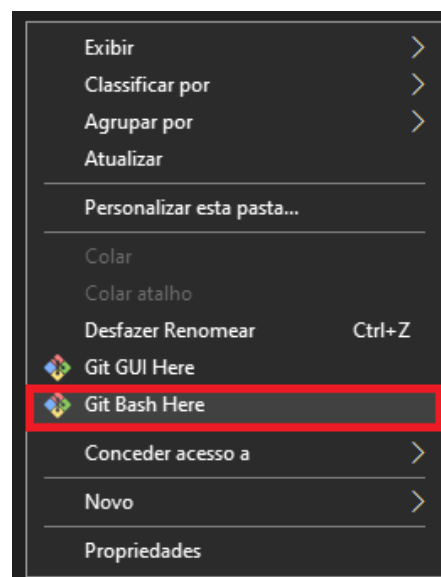 Exibir
Classificar por
Agrupar por
Atualizar
Personalizar esta pasta...
Colar
Colar atalho
Desfazer Renomear Ctrl+Z
Git GUI Here
Git Bash Here
Conceder acesso a
Novo
Propriedades